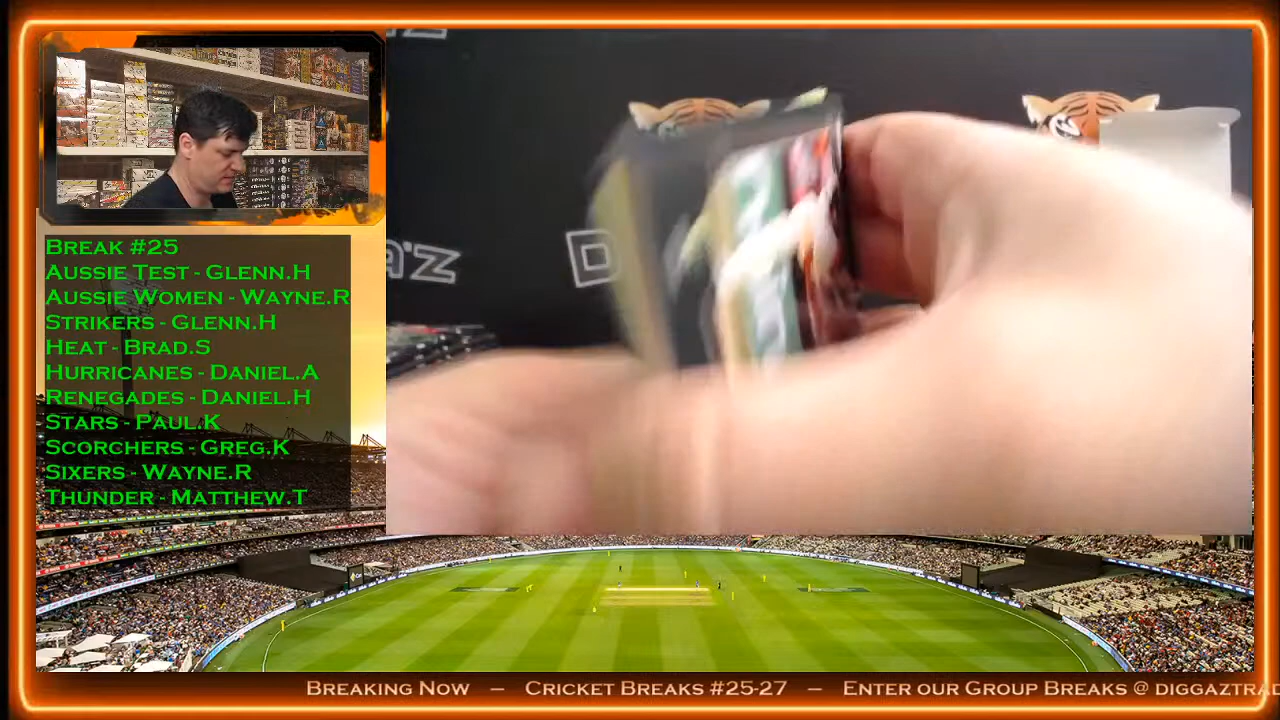 Break #25
Aussie Test - Glenn.H
Aussie Women - Wayne.R
Strikers - Glenn.H
Heat - Brad.S
Hurricanes - Daniel.A
Renegades - Daniel.H
Stars - Paul.K
Scorchers - Greg.K
Sixers - Wayne.R
Thunder - Matthew.T
Breaking Now – Cricket Breaks #25-27 – Enter our Group Breaks @ diggaztrad